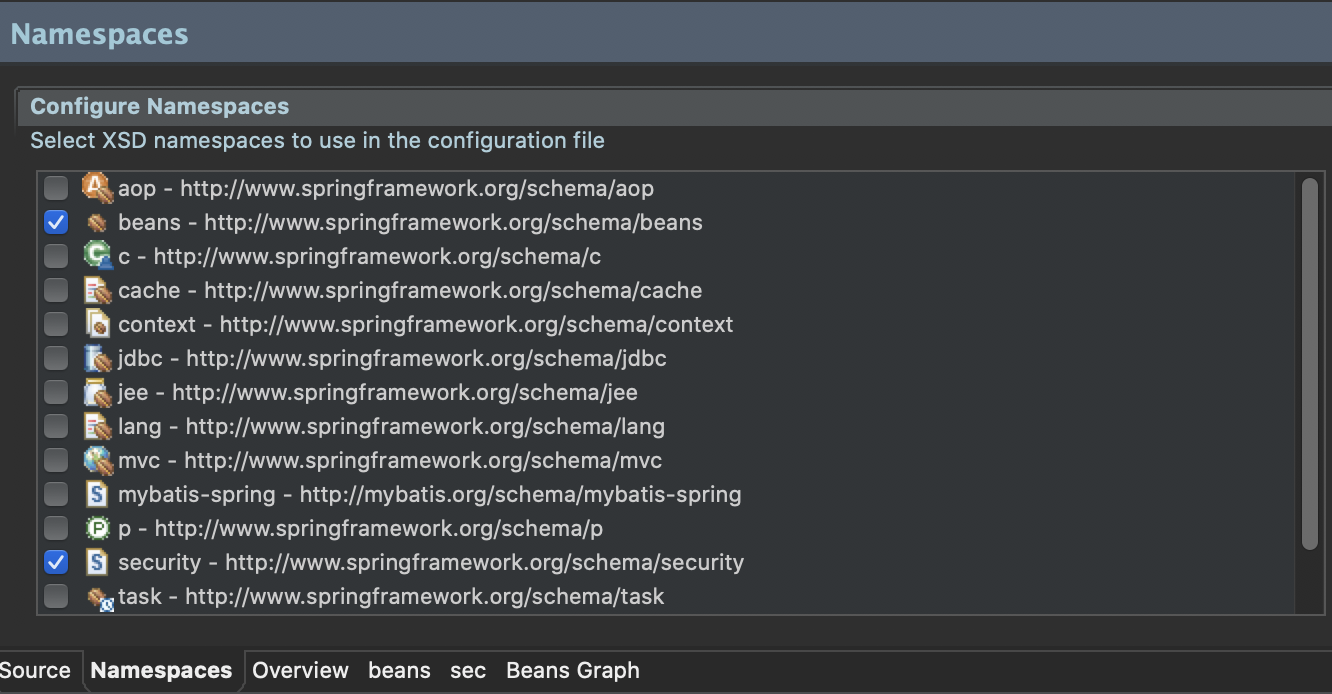 Namespaces
Configure Namespaces
Select XSD namespaces to use in the configuration file
aop - http://www.springframework.org/schema/aop
beans - http://www.springframework.org/schema/beans
c - http://www.springframework.org/schema/c
cache - http://www.springframework.org/schema/cache
context - http://www.springframework.org/schema/context
jdbc - http://www.springframework.org/schema/jdbc
jee - http://www.springframework.org/schema/jee
lang - http://www.springframework.org/schema/lang
mvc - http://www.springframework.org/schema/mvc
mybatis-spring - http://mybatis.org/schema/mybatis-spring
p - http://www.springframework.org/schema/p
security - http://www.springframework.org/schema/security
task - http://www.springframework.org/schema/task
Source Namespaces Overview beans sec Beans Graph